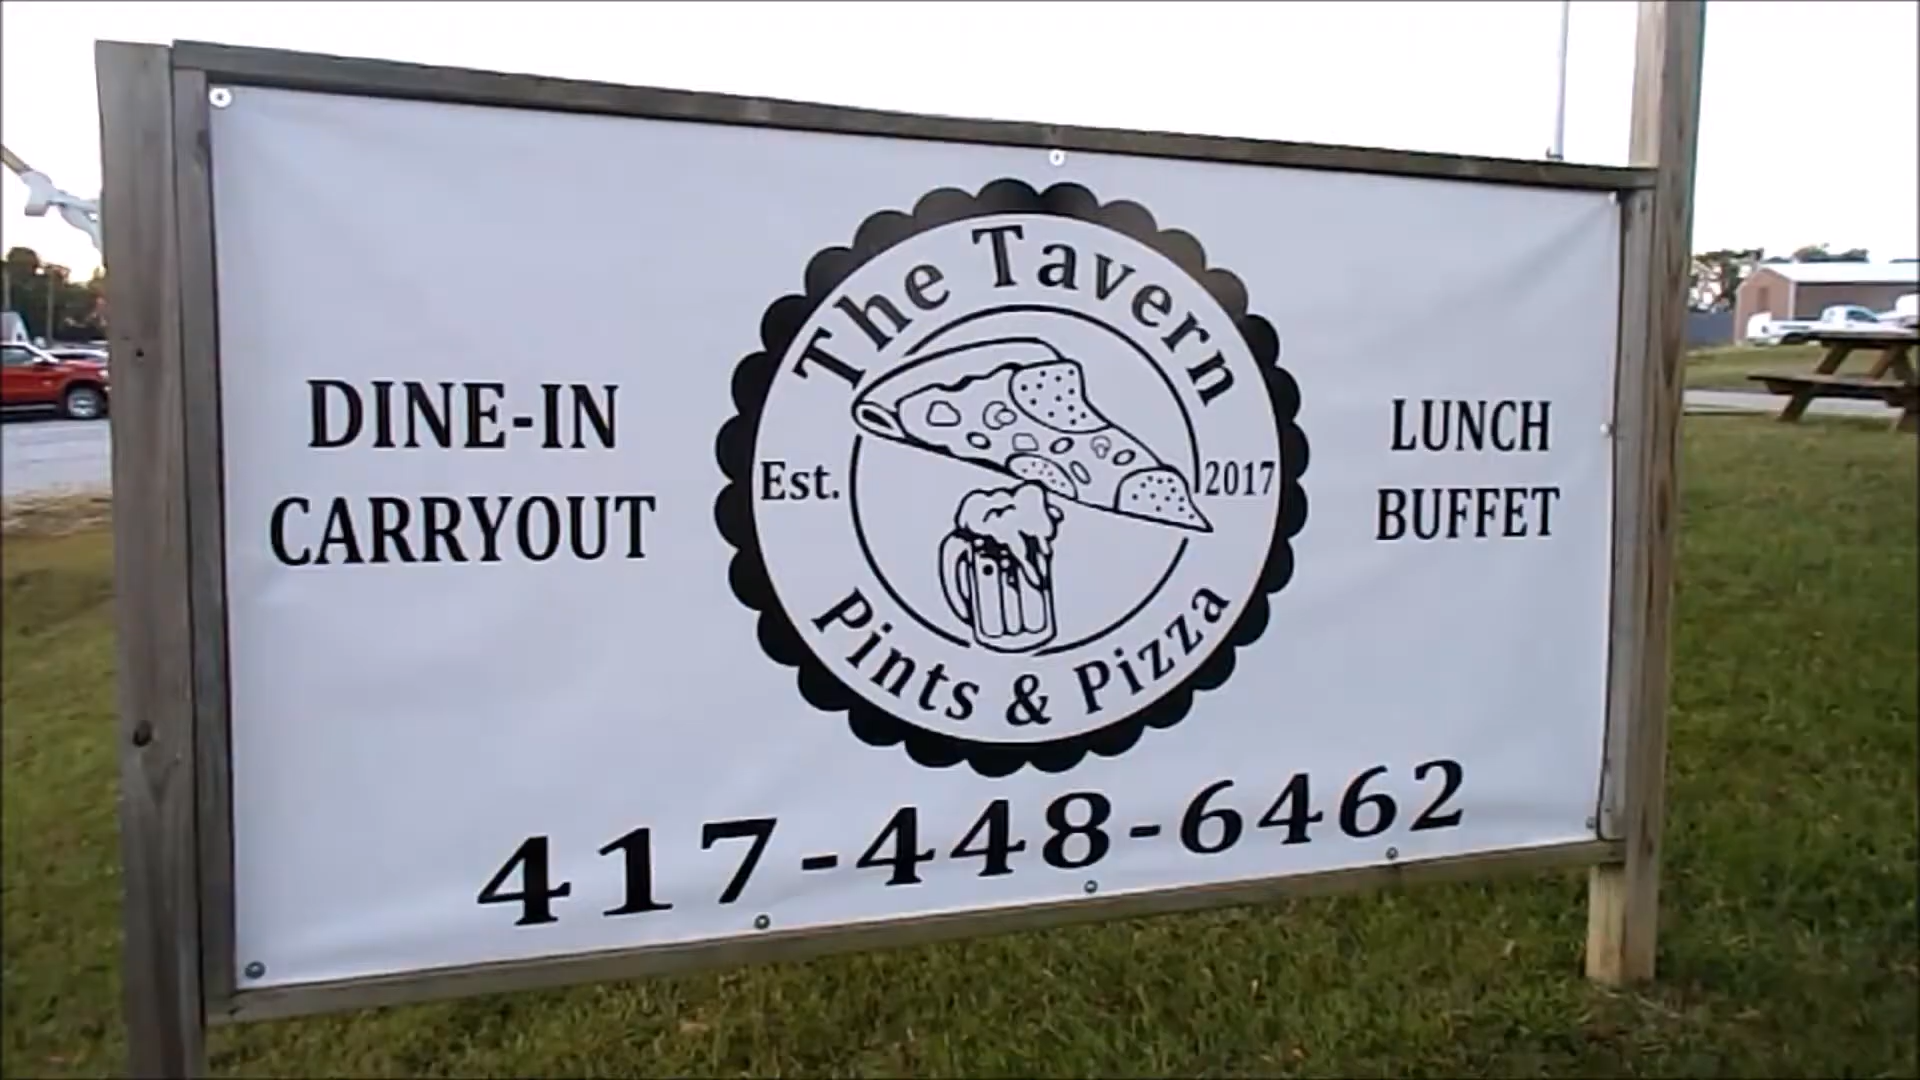 The Tavern
DINE-IN
CARRYOUT
Est.
2017
LUNCH
BUFFET
Pints & Pizza
417-448-6462